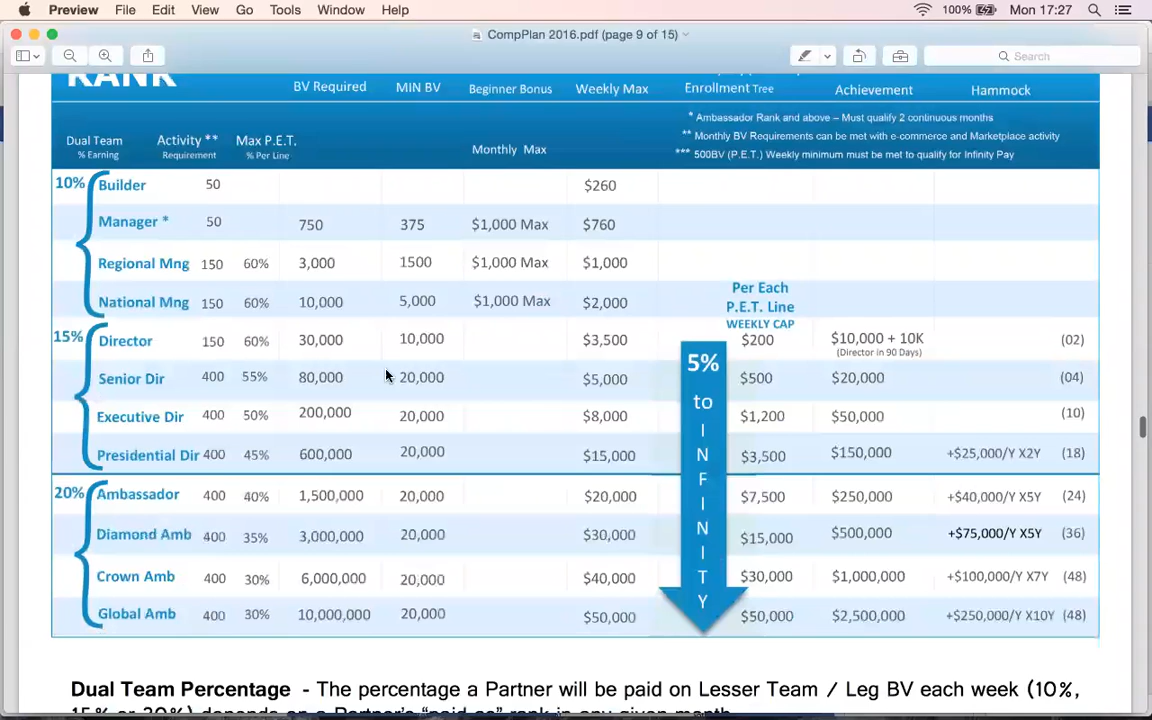 Preview File Edit View Go Tools Window Help 100% Mon 17:27
CompPlan 2016.pdf (page 9 of 15)
Search
RANK BV Required MIN BV Beginner Bonus Weekly Max Enrollment Tree Achievement Hammock
* Ambassador Rank and above – Must qualify 2 continuous months
** Monthly BV Requirements can be met with e-commerce and Marketplace activity
*** 500BV (P.E.T.) Weekly minimum must be met to qualify for Infinity Pay
Dual Team Activity ** Max P.E.T. Monthly Max
% Earning Requirement % Per Line
10% Builder 50 $260
Manager * 50 750 375 $1,000 Max $760
Regional Mng 150 60% 3,000 1500 $1,000 Max $1,000
National Mng 150 60% 10,000 5,000 $1,000 Max $2,000
Per Each
P.E.T. Line
WEEKLY CAP
15% Director 150 60% 30,000 10,000 $3,500 $200 $10,000 + 10K (02)
(Director in 90 Days)
Senior Dir 400 55% 80,000 20,000 $5,000 $500 $20,000 (04)
Executive Dir 400 50% 200,000 20,000 $8,000 $1,200 $50,000 (10)
Presidential Dir 400 45% 600,000 20,000 $15,000 $3,500 $150,000 +$25,000/Y X2Y (18)
20% Ambassador 400 40% 1,500,000 20,000 $20,000 $7,500 $250,000 +$40,000/Y X5Y (24)
Diamond Amb 400 35% 3,000,000 20,000 $30,000 $15,000 $500,000 +$75,000/Y X5Y (36)
Crown Amb 400 30% 6,000,000 20,000 $40,000 $30,000 $1,000,000 +$100,000/Y X7Y (48)
Global Amb 400 30% 10,000,000 20,000 $50,000 $50,000 $2,500,000 +$250,000/Y X10Y (48)
5%
to
I
N
F
I
N
I
T
Y
Dual Team Percentage - The percentage a Partner will be paid on Lesser Team / Leg BV each week (10%,
15% or 20%) depends on a Partner's "paid as" rank in any given month